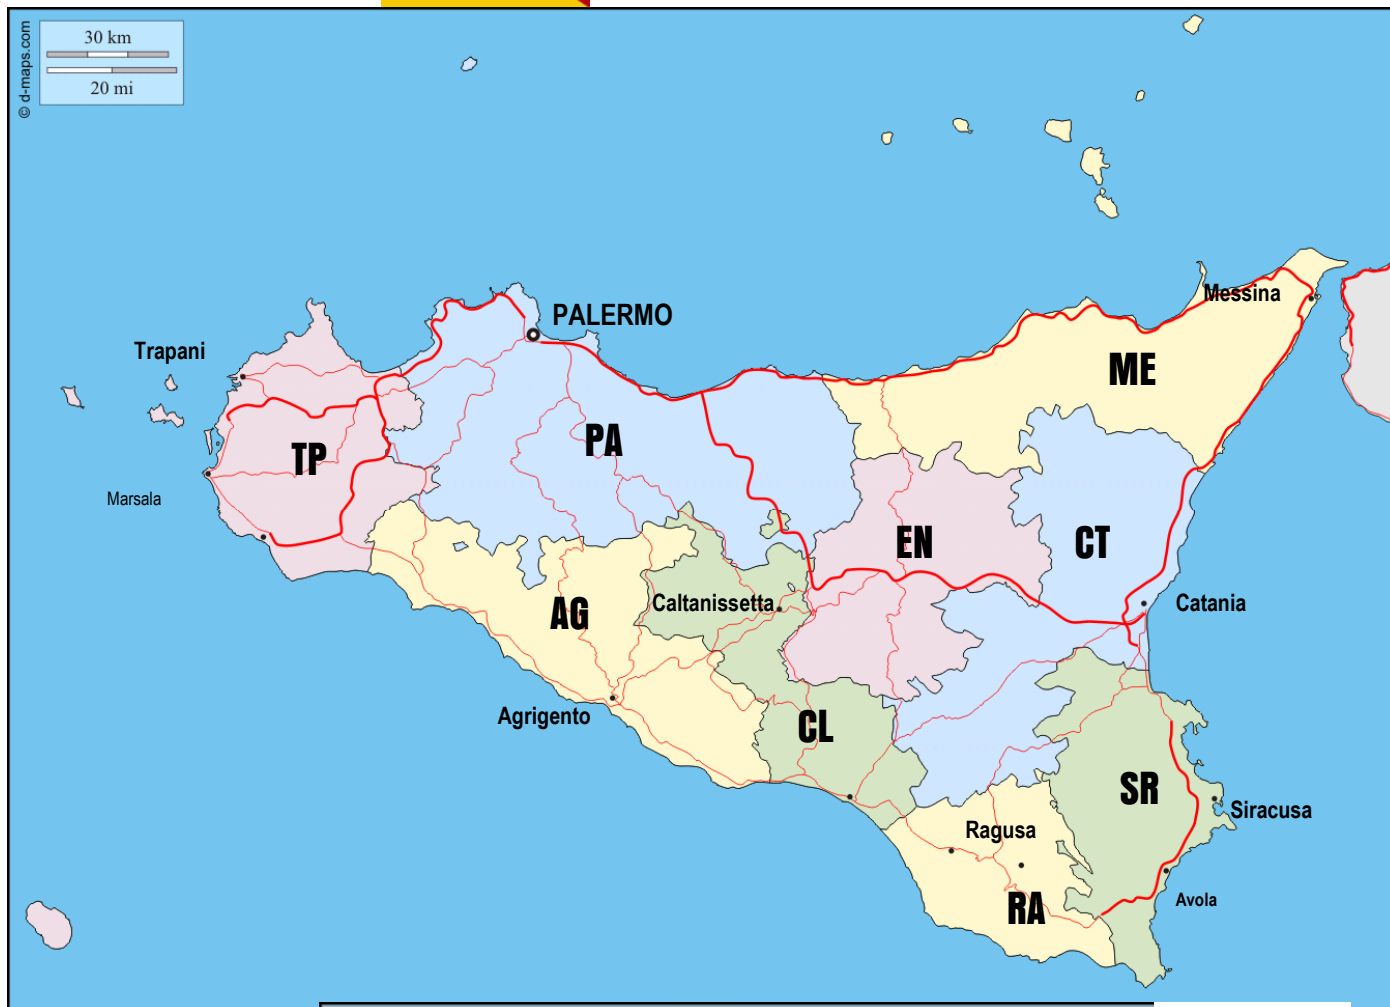 © d-maps.com
30 km
20 mi
Messina
PALERMO
Trapani
ME
PA
TP
Marsala
EN
CT
AG
Caltanissetta
Catania
Agrigento
CL
SR
Siracusa
Ragusa
Avola
RA